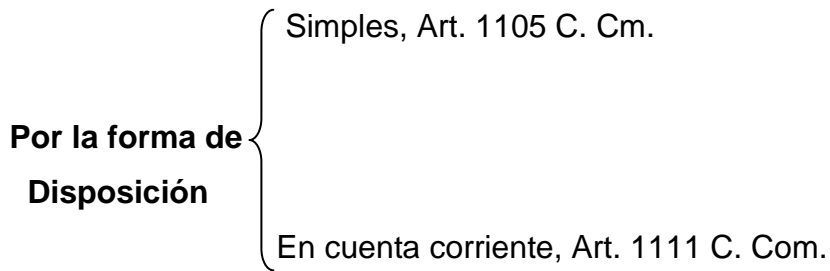 Simples, Art. 1105 C. Cm.
Por la forma de
Disposición
En cuenta corriente, Art. 1111 C. Com.